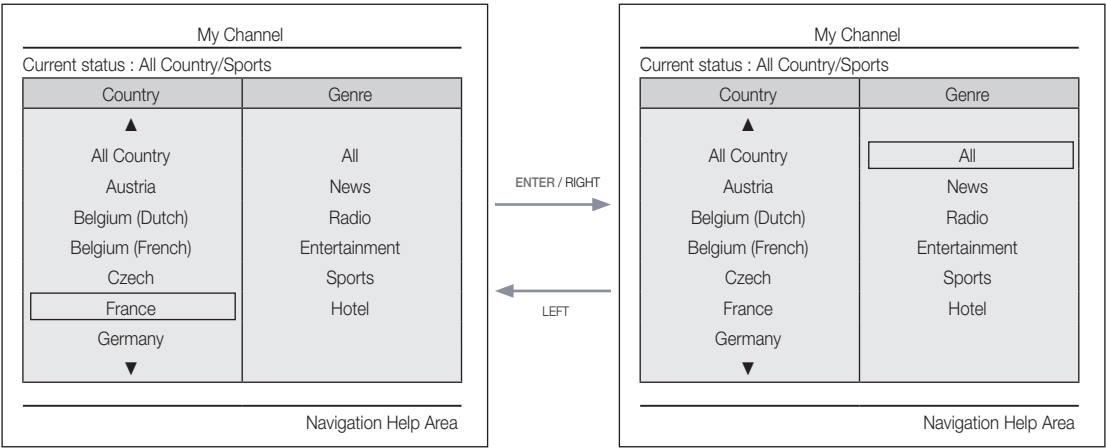 My Channel
Current status : All Country/Sports
Country Genre
▲
All Country All
Austria News
Belgium (Dutch) Radio
Belgium (French) Entertainment
Czech Sports
France Hotel
Germany
▼
Navigation Help Area
ENTER / RIGHT
LEFT
My Channel
Current status : All Country/Sports
Country Genre
▲
All Country All
Austria News
Belgium (Dutch) Radio
Belgium (French) Entertainment
Czech Sports
France Hotel
Germany
▼
Navigation Help Area